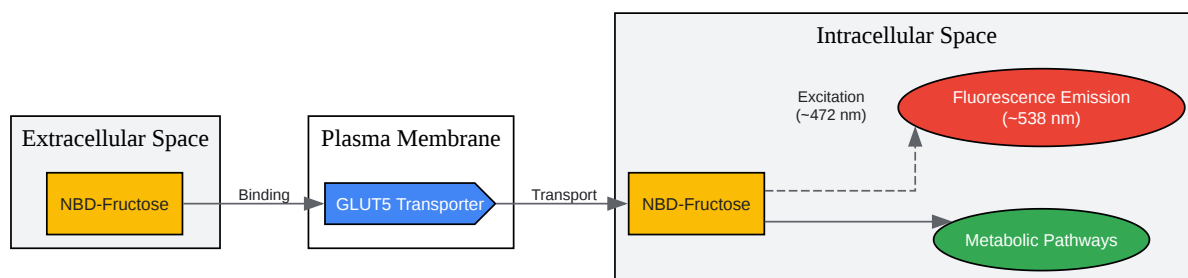 Extracellular Space
NBD-Fructose
Binding
Plasma Membrane
GLUT5 Transporter
Transport
Intracellular Space
NBD-Fructose
Excitation
(~472 nm)
Fluorescence Emission
(~538 nm)
Metabolic Pathways